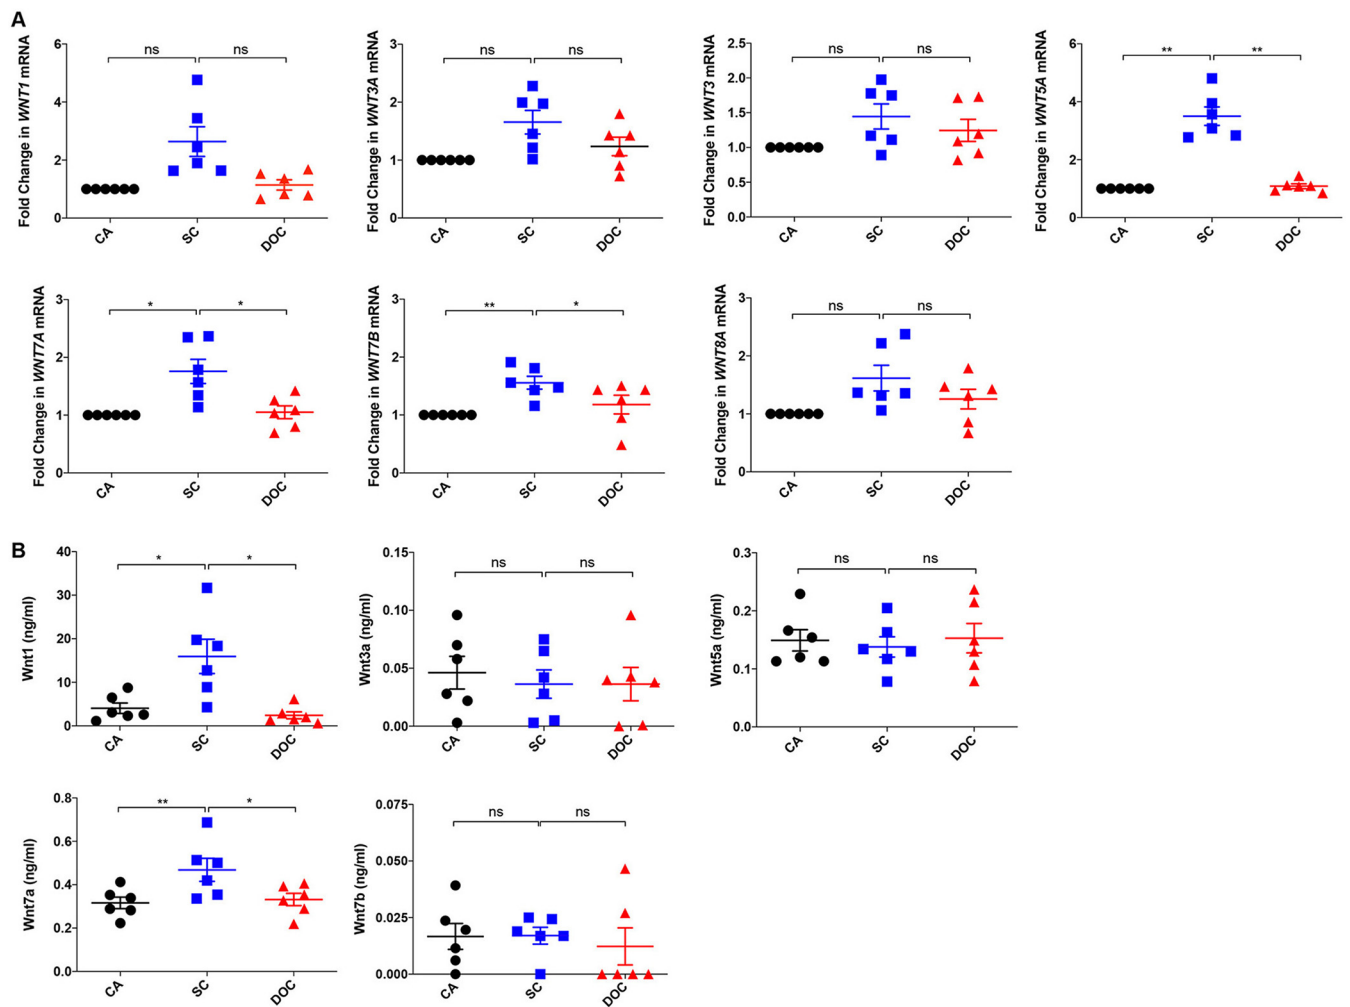 A
Fold Change in WNT1 mRNA
6
4
2
0
ns
ns
CA
SC
DOC
Fold Change in WNT3A mRNA
3
2
1
0
ns
ns
CA
SC
DOC
Fold Change in WNT3 mRNA
2.5
2.0
1.5
1.0
0.5
0.0
ns
ns
CA
SC
DOC
Fold Change in WNT5A mRNA
6
4
2
0
**
**
CA
SC
DOC
Fold Change in WNT7A mRNA
3
2
1
0
*
*
CA
SC
DOC
Fold Change in WNT7B mRNA
3
2
1
0
**
*
CA
SC
DOC
Fold Change in WNT8A mRNA
3
2
1
0
ns
ns
CA
SC
DOC
B
Wnt1 (ng/ml)
40
30
20
10
0
*
*
CA
SC
DOC
Wnt3a (ng/ml)
0.15
0.10
0.05
0.00
ns
ns
CA
SC
DOC
Wnt5a (ng/ml)
0.3
0.2
0.1
0.0
ns
ns
CA
SC
DOC
Wnt7a (ng/ml)
0.8
0.6
0.4
0.2
0.0
**
*
CA
SC
DOC
Wnt7b (ng/ml)
0.075
0.050
0.025
0.000
ns
ns
CA
SC
DOC